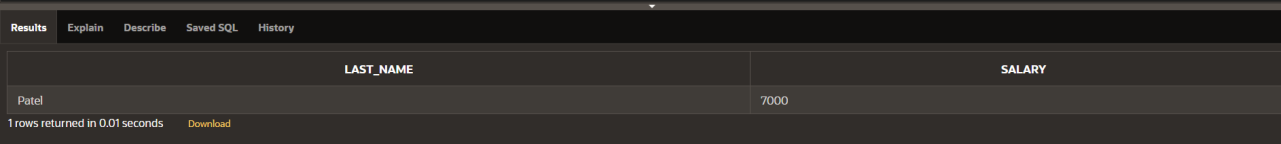 Results Explain Describe Saved SQL History
LAST_NAME SALARY
Patel 7000
1 rows returned in 0.01 seconds Download